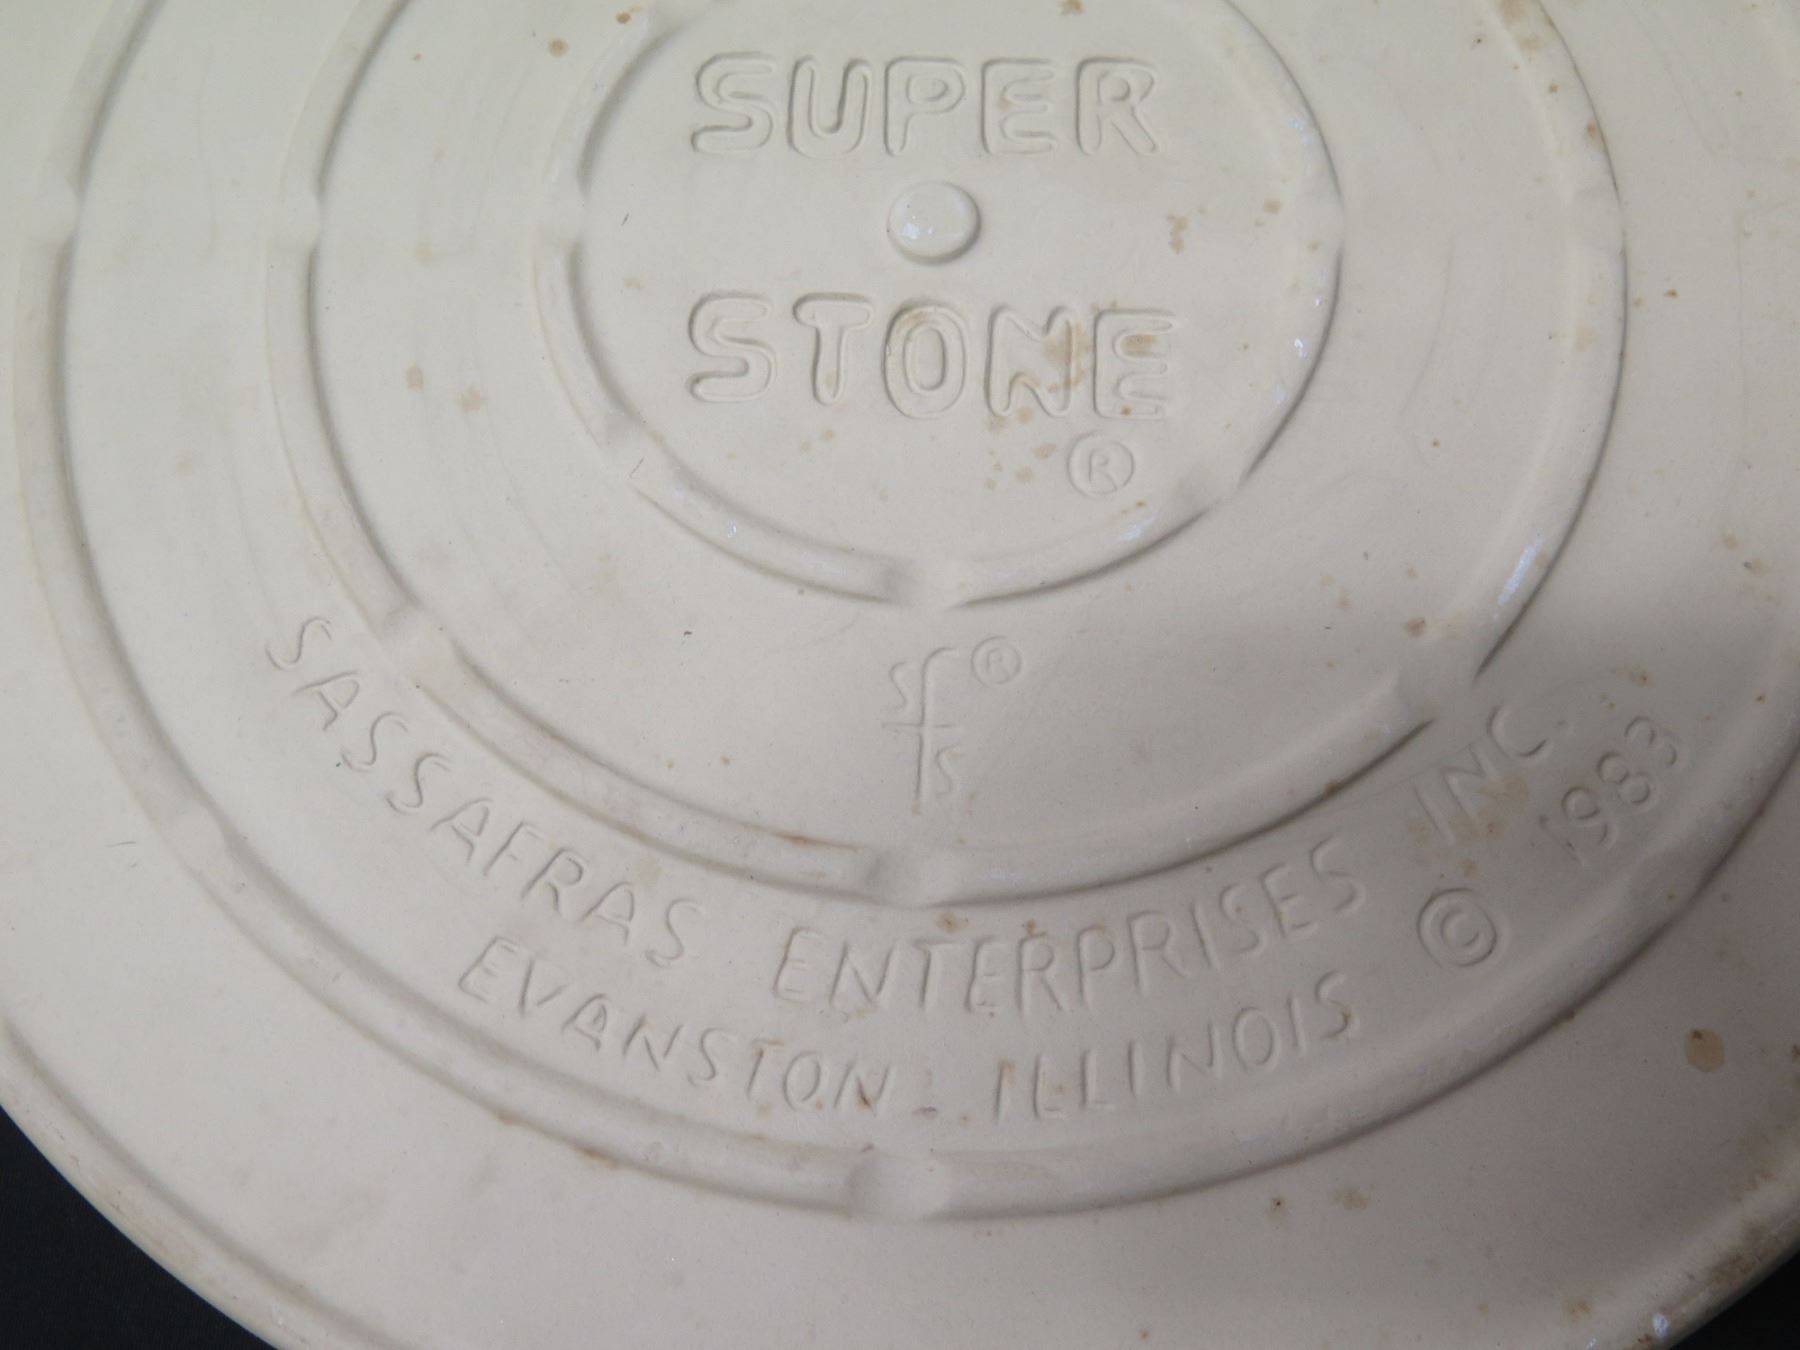 SUPER
STONE
®
sf®
s
SASSAFRAS ENTERPRISES INC.
EVANSTON - ILLINOIS © 1983